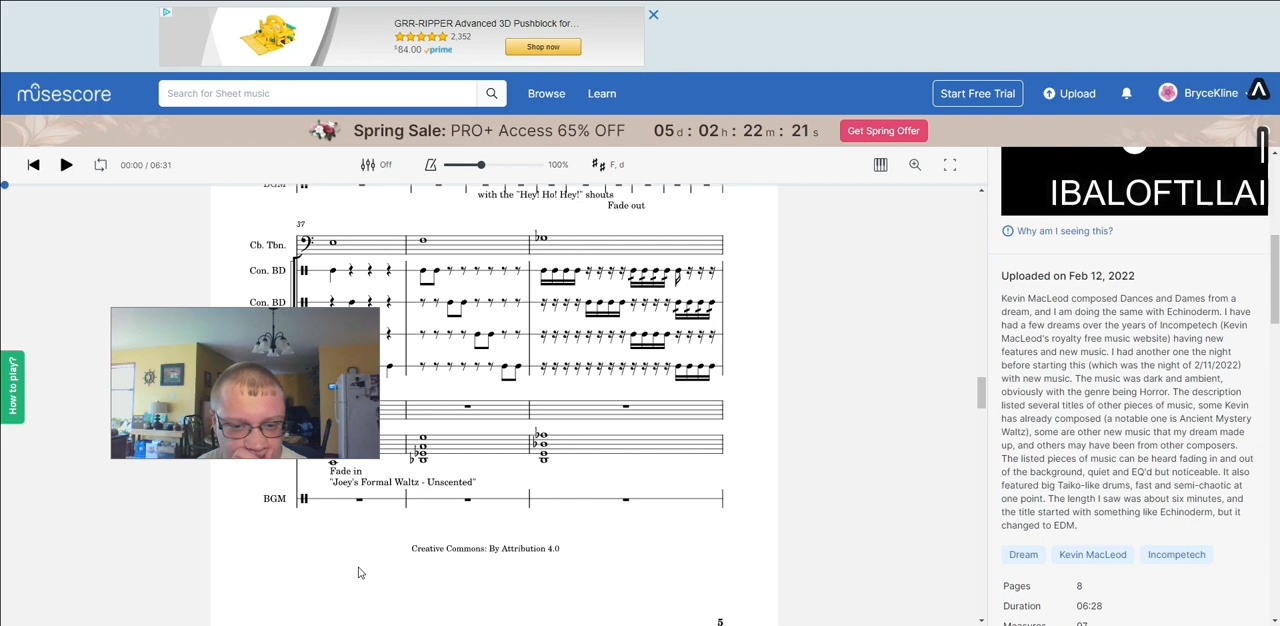 GRR-RIPPER Advanced 3D Pushblock for...
2,352
$84.00 prime
Shop now
musescore
Search for Sheet music
Browse
Learn
Start Free Trial
Upload
BryceKline
Spring Sale: PRO+ Access 65% OFF
05 d : 02 h : 22 m : 21 s
Get Spring Offer
00:00 / 06:31
Off
100%
F, d
with the "Hey! Ho! Hey!" shouts
Fade out
37
Cb. Tbn.
Con. BD
Con. BD
Fade in
"Joey's Formal Waltz - Unscented"
BGM
Creative Commons: By Attribution 4.0
5
How to play?
IBALOFTLLAI
Why am I seeing this?
Uploaded on Feb 12, 2022
Kevin MacLeod composed Dances and Dames from a
dream, and I am doing the same with Echinoderm. I have
had a few dreams over the years of Incompetech (Kevin
MacLeod's royalty free music website) having new
features and new music. I had another one the night
before starting this (which was the night of 2/11/2022)
with new music. The music was dark and ambient,
obviously with the genre being Horror. The description
listed several titles of other pieces of music, some Kevin
has already composed (a notable one is Ancient Mystery
Waltz), some are other new music that my dream made
up, and others may have been from other composers.
The listed pieces of music can be heard fading in and out
of the background, quiet and EQ'd but noticeable. It also
featured big Taiko-like drums, fast and semi-chaotic at
one point. The length I saw was about six minutes, and
the title started with something like Echinoderm, but it
changed to EDM.
Dream
Kevin MacLeod
Incompetech
Pages
8
Duration
06:28